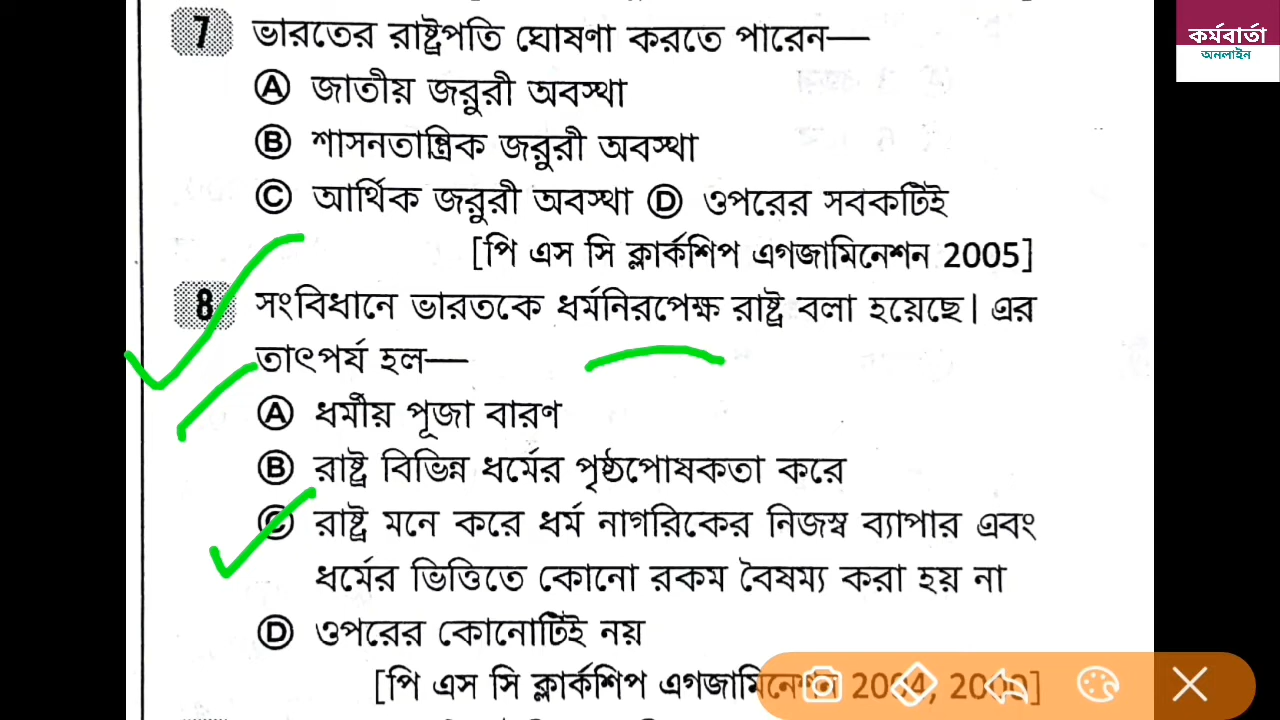 কর্মবার্তা
অনলাইন
7 ভারতের রাষ্ট্রপতি ঘোষণা করতে পারেন—
Ⓐ জাতীয় জরুরী অবস্থা
Ⓑ শাসনতান্ত্রিক জরুরী অবস্থা
Ⓒ আর্থিক জরুরী অবস্থা Ⓓ ওপরের সবকটিই
[পি এস সি ক্লার্কশিপ এগজামিনেশন 2005]
8 সংবিধানে ভারতকে ধর্মনিরপেক্ষ রাষ্ট্র বলা হয়েছে। এর
তাৎপর্য হল—
Ⓐ ধর্মীয় পূজা বারণ
Ⓑ রাষ্ট্র বিভিন্ন ধর্মের পৃষ্ঠপোষকতা করে
Ⓒ রাষ্ট্র মনে করে ধর্ম নাগরিকের নিজস্ব ব্যাপার এবং
ধর্মের ভিত্তিতে কোনো রকম বৈষম্য করা হয় না
Ⓓ ওপরের কোনোটিই নয়
[পি এস সি ক্লার্কশিপ এগজামিনেশন